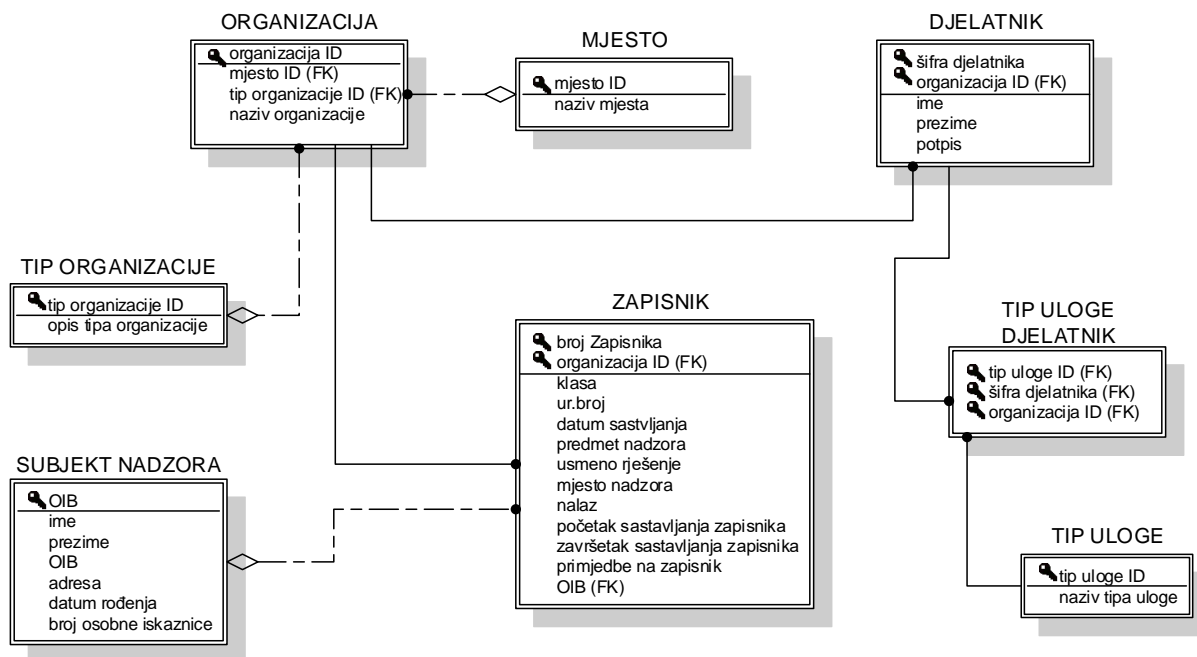 ORGANIZACIJA
organizacija ID
mjesto ID (FK)
tip organizacije ID (FK)
naziv organizacije
MJESTO
mjesto ID
naziv mjesta
DJELATNIK
šifra djelatnika
organizacija ID (FK)
ime
prezime
potpis
TIP ORGANIZACIJE
tip organizacije ID
opis tipa organizacije
ZAPISNIK
broj Zapisnika
organizacija ID (FK)
klasa
ur.broj
datum sastvljanja
predmet nadzora
usmeno rješenje
mjesto nadzora
nalaz
početak sastavljanja zapisnika
završetak sastavljanja zapisnika
primjedbe na zapisnik
OIB (FK)
TIP ULOGE
DJELATNIK
tip uloge ID (FK)
šifra djelatnika (FK)
organizacija ID (FK)
SUBJEKT NADZORA
OIB
ime
prezime
OIB
adresa
datum rođenja
broj osobne iskaznice
TIP ULOGE
tip uloge ID
naziv tipa uloge